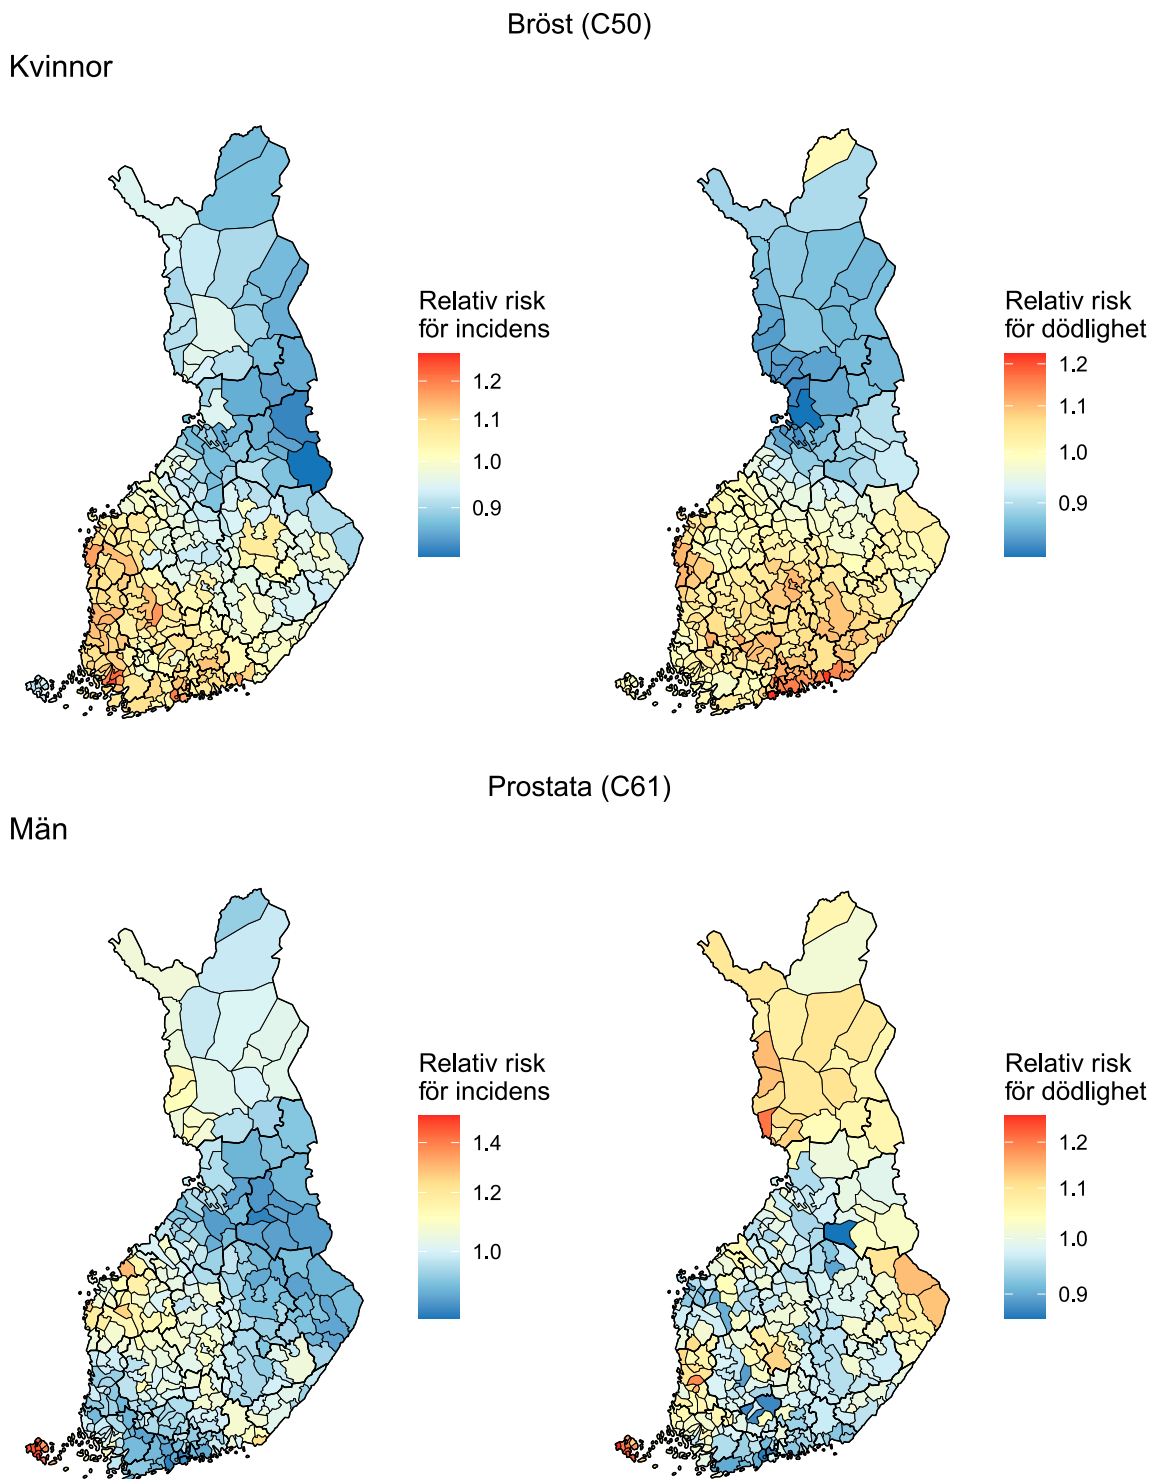 Bröst (C50)
Kvinnor
Relativ risk
för incidens
1.2
1.1
1.0
0.9
Relativ risk
för dödlighet
1.2
1.1
1.0
0.9
Prostata (C61)
Män
Relativ risk
för incidens
1.4
1.2
1.0
Relativ risk
för dödlighet
1.2
1.1
1.0
0.9